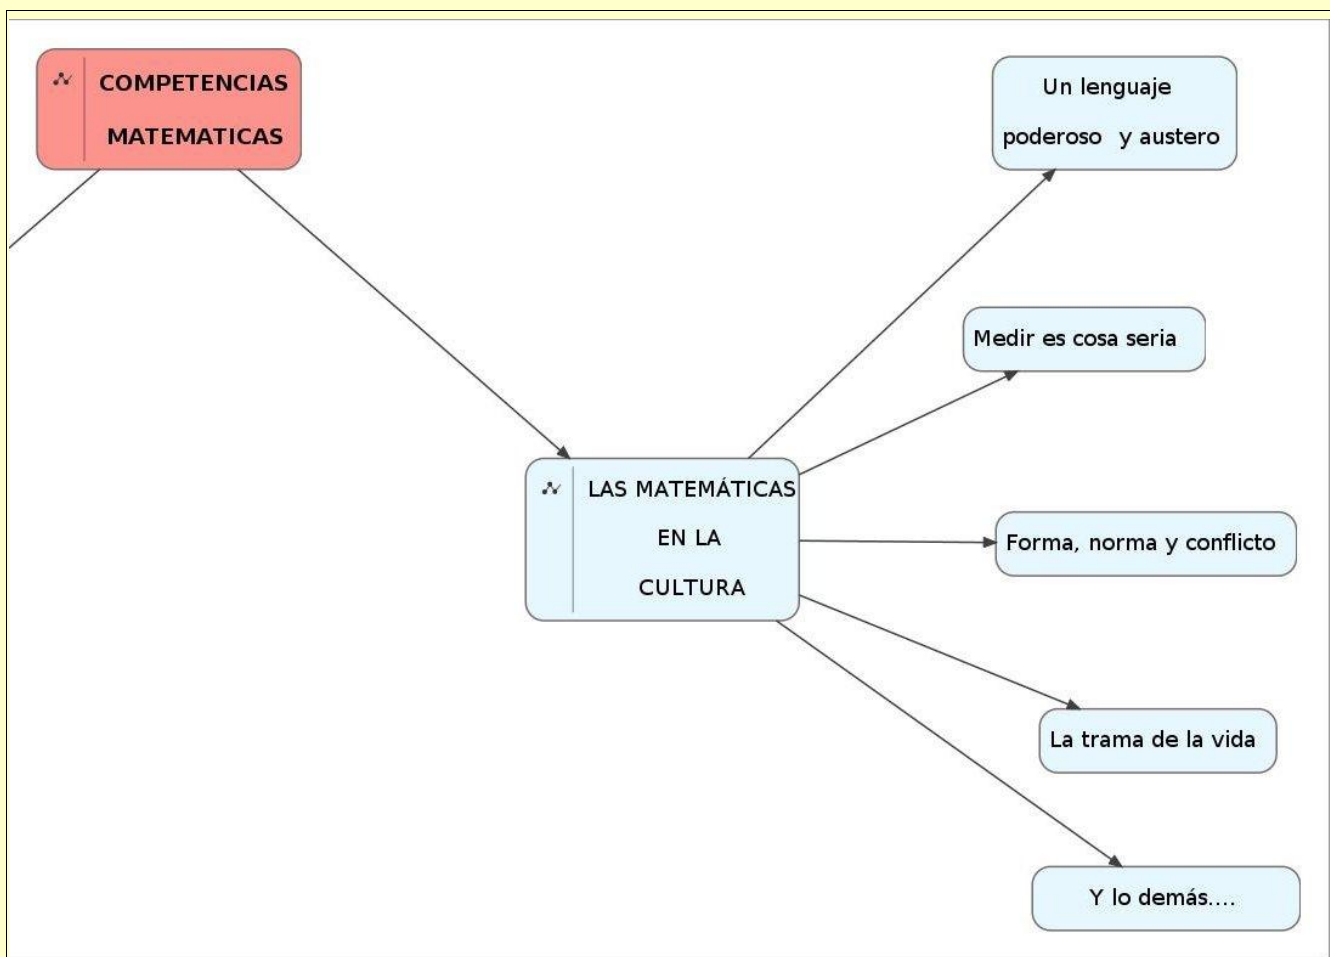 COMPETENCIAS
MATEMATICAS
Un lenguaje
poderoso y austero
Medir es cosa seria
LAS MATEMÁTICAS
EN LA
CULTURA
Forma, norma y conflicto
La trama de la vida
Y lo demás....